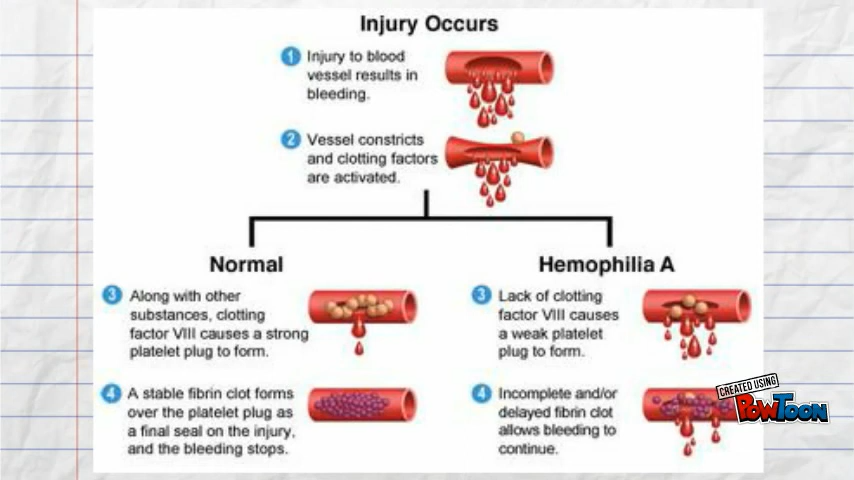 Injury Occurs
1 Injury to blood
vessel results in
bleeding.
2 Vessel constricts
and clotting factors
are activated.
Normal
3 Along with other
substances, clotting
factor VIII causes a strong
platelet plug to form.
4 A stable fibrin clot forms
over the platelet plug as
a final seal on the injury,
and the bleeding stops.
Hemophilia A
3 Lack of clotting
factor VIII causes
a weak platelet
plug to form.
4 Incomplete and/or
delayed fibrin clot
allows bleeding to
continue.
CREATED USING
POWTOON